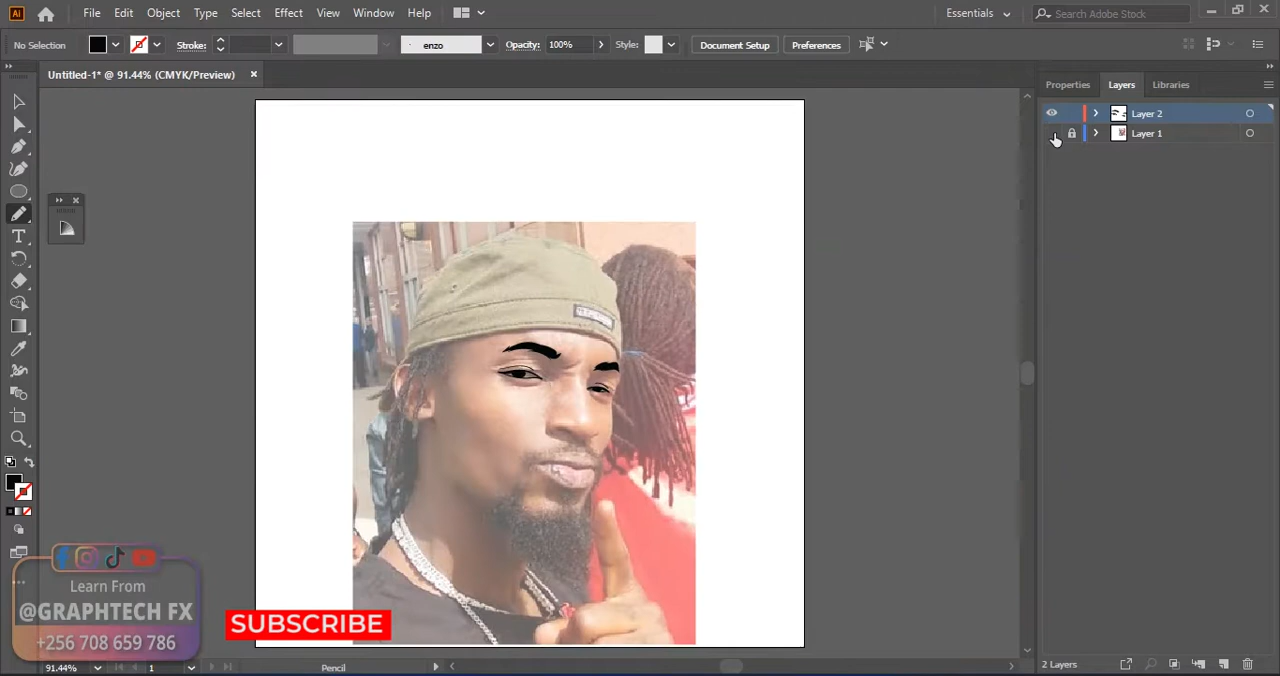 Ai File Edit Object Type Select Effect View Window Help Essentials Search Adobe Stock
No Selection Stroke: enzo Opacity: 100% Style: Document Setup Preferences
Untitled-1* @ 91.44% (CMYK/Preview)
Properties Layers Libraries
Layer 2
Layer 1
Learn From
@GRAPHTECH FX
+256 708 659 786
SUBSCRIBE
91.44% 1 Pencil
2 Layers